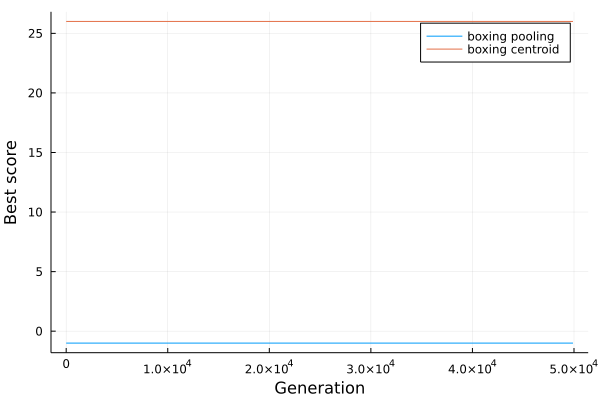 25
20
15
10
5
0
Best score
boxing pooling
boxing centroid
0 1.0×10⁴ 2.0×10⁴ 3.0×10⁴ 4.0×10⁴ 5.0×10⁴
Generation